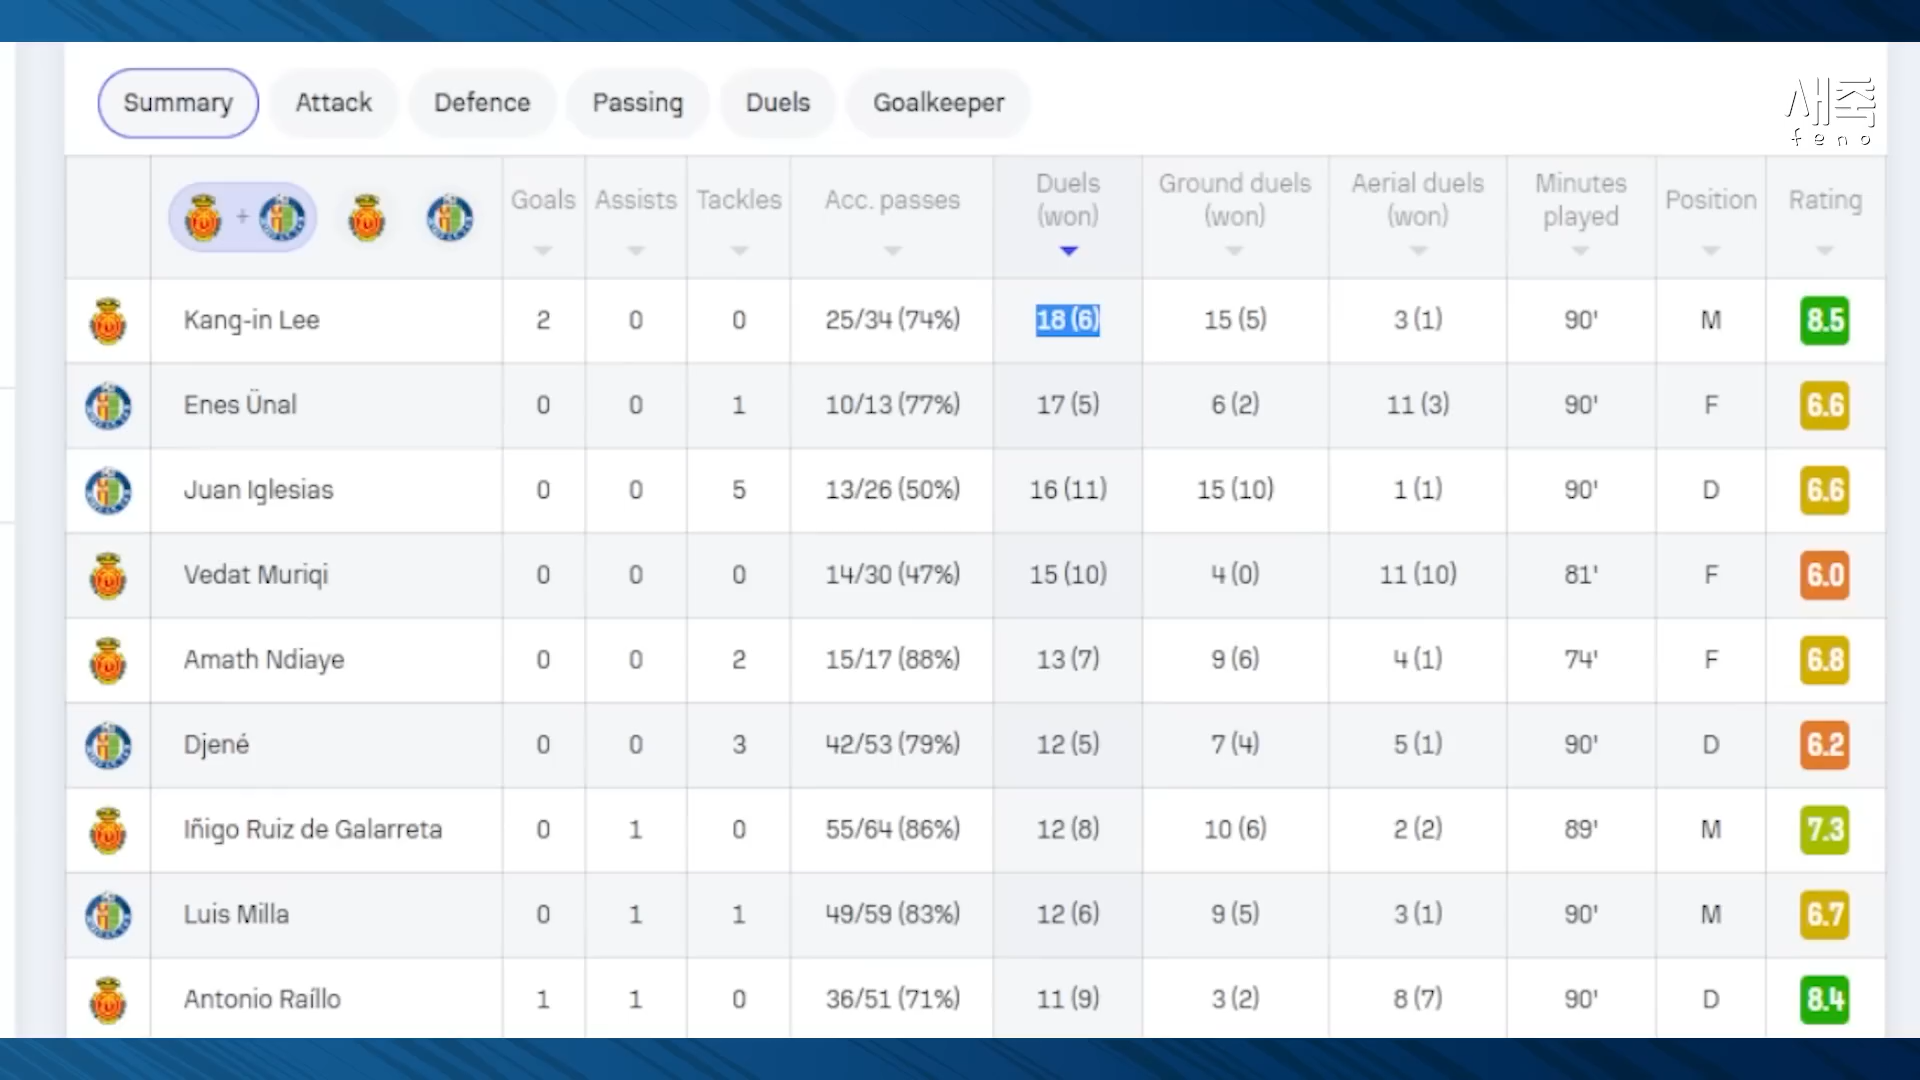 Summary Attack Defence Passing Duels Goalkeeper
새축
feno
+ Goals Assists Tackles Acc. passes Duels (won) Ground duels (won) Aerial duels (won) Minutes played Position Rating
Kang-in Lee 2 0 0 25/34 (74%) 18 (6) 15 (5) 3 (1) 90' M 8.5
Enes Ünal 0 0 1 10/13 (77%) 17 (5) 6 (2) 11 (3) 90' F 6.6
Juan Iglesias 0 0 5 13/26 (50%) 16 (11) 15 (10) 1 (1) 90' D 6.6
Vedat Muriqi 0 0 0 14/30 (47%) 15 (10) 4 (0) 11 (10) 81' F 6.0
Amath Ndiaye 0 0 2 15/17 (88%) 13 (7) 9 (6) 4 (1) 74' F 6.8
Djené 0 0 3 42/53 (79%) 12 (5) 7 (4) 5 (1) 90' D 6.2
Iñigo Ruiz de Galarreta 0 1 0 55/64 (86%) 12 (8) 10 (6) 2 (2) 89' M 7.3
Luis Milla 0 1 1 49/59 (83%) 12 (6) 9 (5) 3 (1) 90' M 6.7
Antonio Raíllo 1 1 0 36/51 (71%) 11 (9) 3 (2) 8 (7) 90' D 8.4